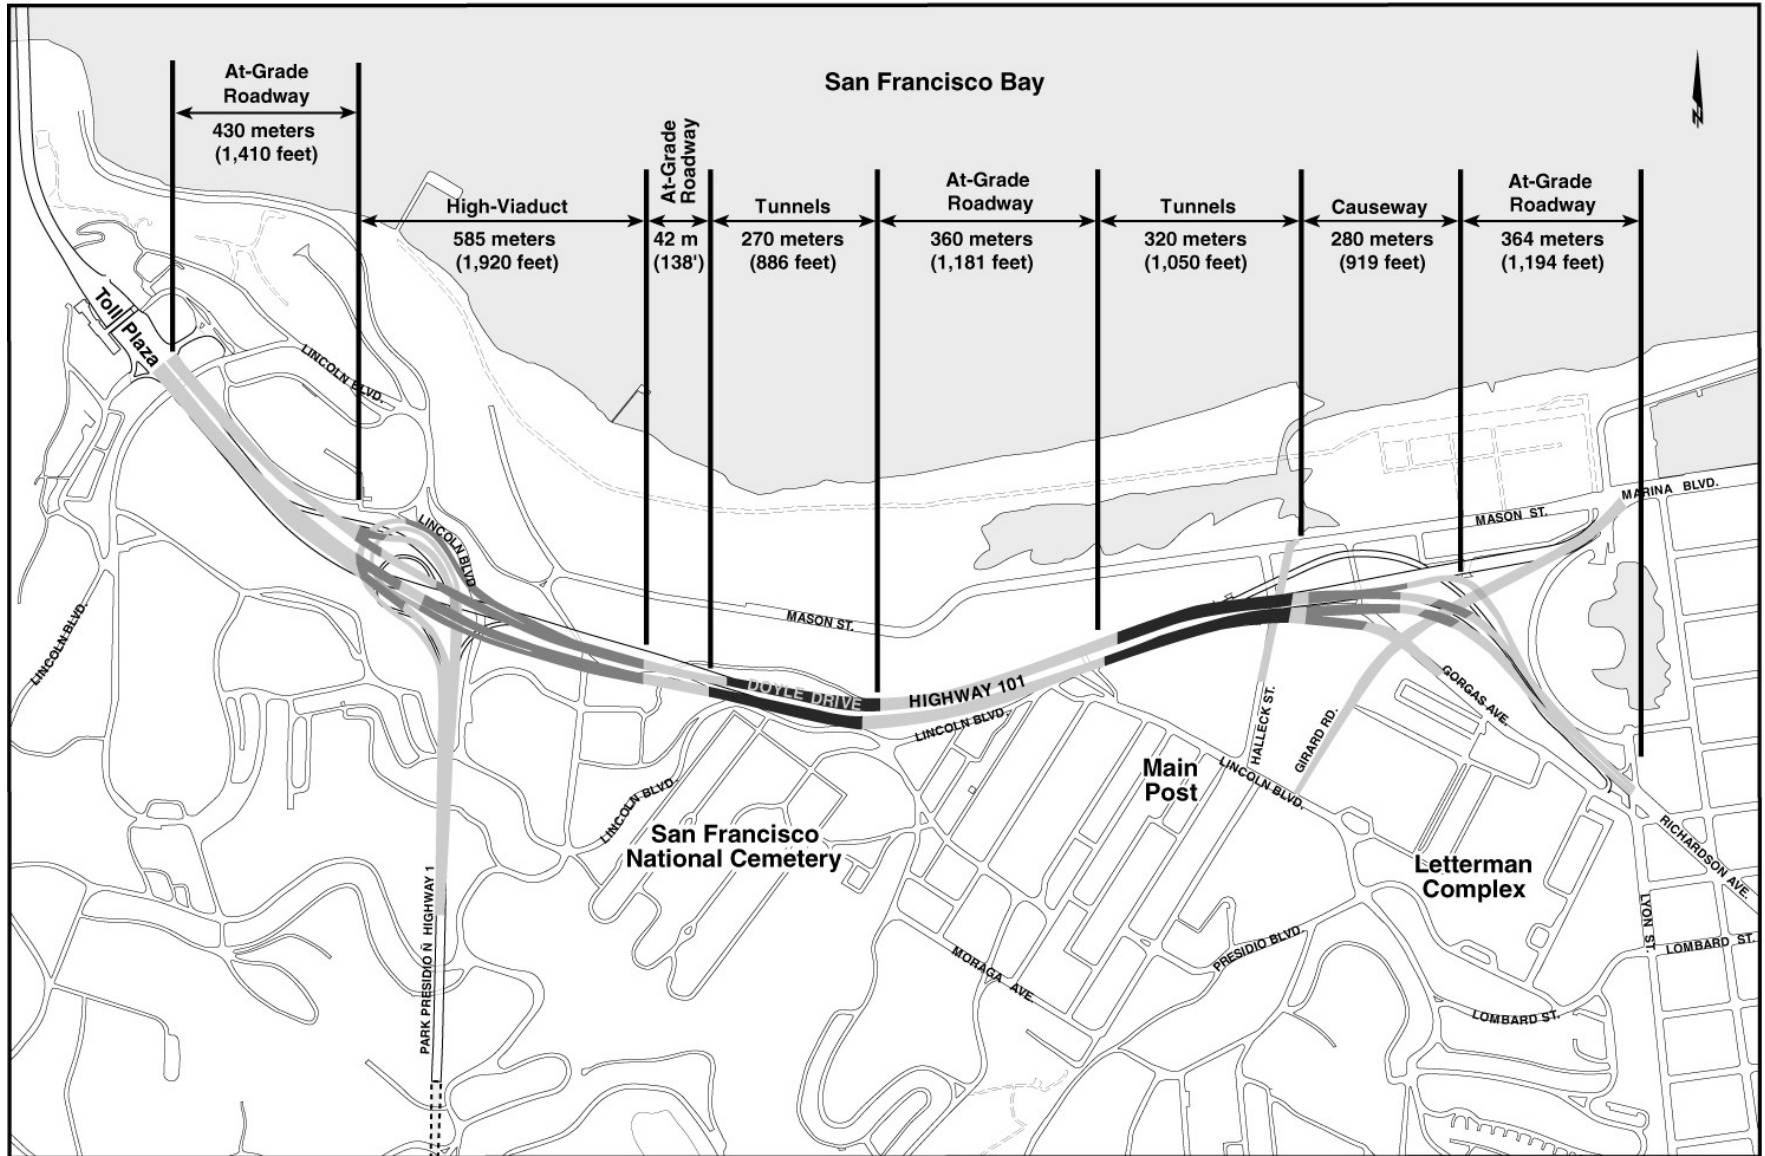 San Francisco Bay
At-Grade
Roadway
430 meters
(1,410 feet)
High-Viaduct
585 meters
(1,920 feet)
At-Grade
Roadway
42 m
(138')
Tunnels
270 meters
(886 feet)
At-Grade
Roadway
360 meters
(1,181 feet)
Tunnels
320 meters
(1,050 feet)
Causeway
280 meters
(919 feet)
At-Grade
Roadway
364 meters
(1,194 feet)
N
Toll
Plaza
LINCOLN BLVD.
LINCOLN BLVD
LINCOLN BLVD.
MASON ST.
MASON ST.
MARINA BLVD.
DOYLE DRIVE
HIGHWAY 101
LINCOLN BLVD.
HALLECK ST.
GIRARD RD.
GORGAS AVE.
LINCOLN BLVD.
LINCOLN BLVD.
Main
Post
San Francisco
National Cemetery
Letterman
Complex
RICHARDSON AVE.
PARK PRESIDIO Ñ HIGHWAY 1
LYON ST.
LOMBARD ST.
PRESIDIO BLVD.
MORAGA AVE.
LOMBARD ST.